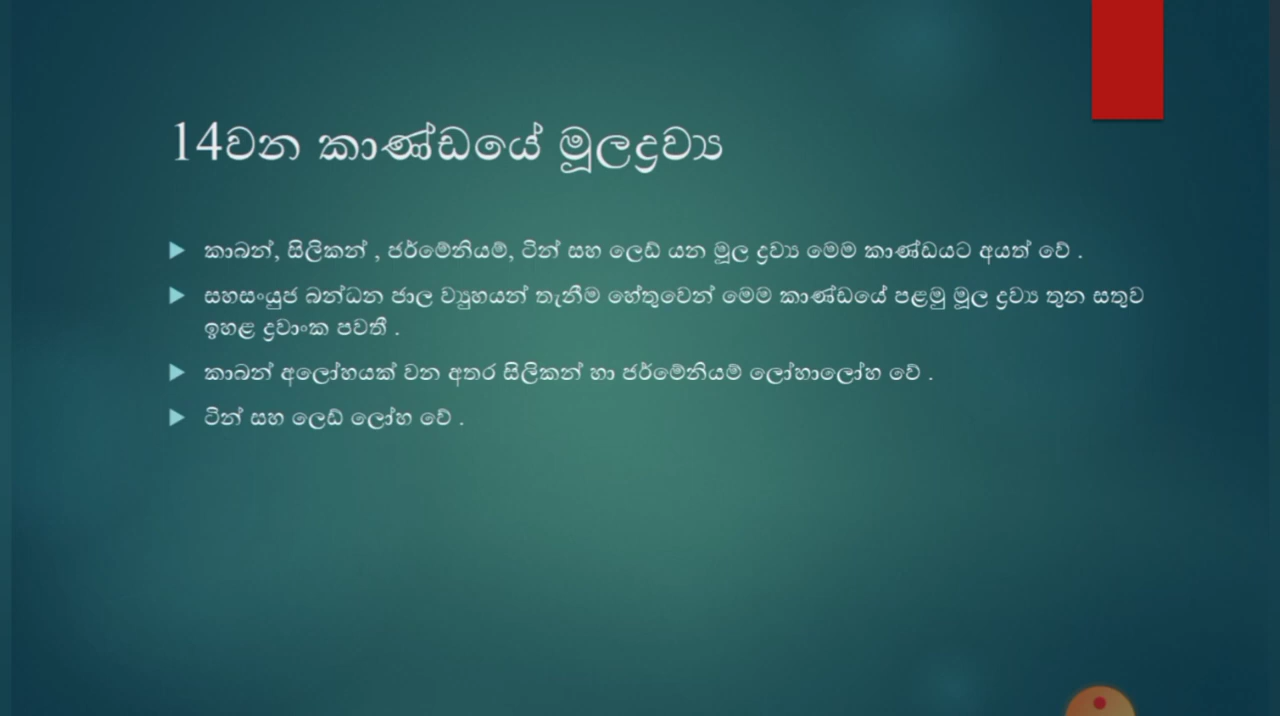 14වන කාණ්ඩයේ මූලද්‍රව්‍ය
කාබන්, සිලිකන් , ජර්මේනියම්, ටින් සහ ලෙඩ් යන මූල ද්‍රව්‍ය මෙම කාණ්ඩයට අයත් වේ .
සහසංයුජ බන්ධන ජාල ව්‍යුහයන් තැනීම හේතුවෙන් මෙම කාණ්ඩයේ පළමු මූල ද්‍රව්‍ය තුන සතුව
ඉහළ ද්‍රවාංක පවතී .
කාබන් අලෝහයක් වන අතර සිලිකන් හා ජර්මේනියම් ලෝහාලෝහ වේ .
ටින් සහ ලෙඩ් ලෝහ වේ .